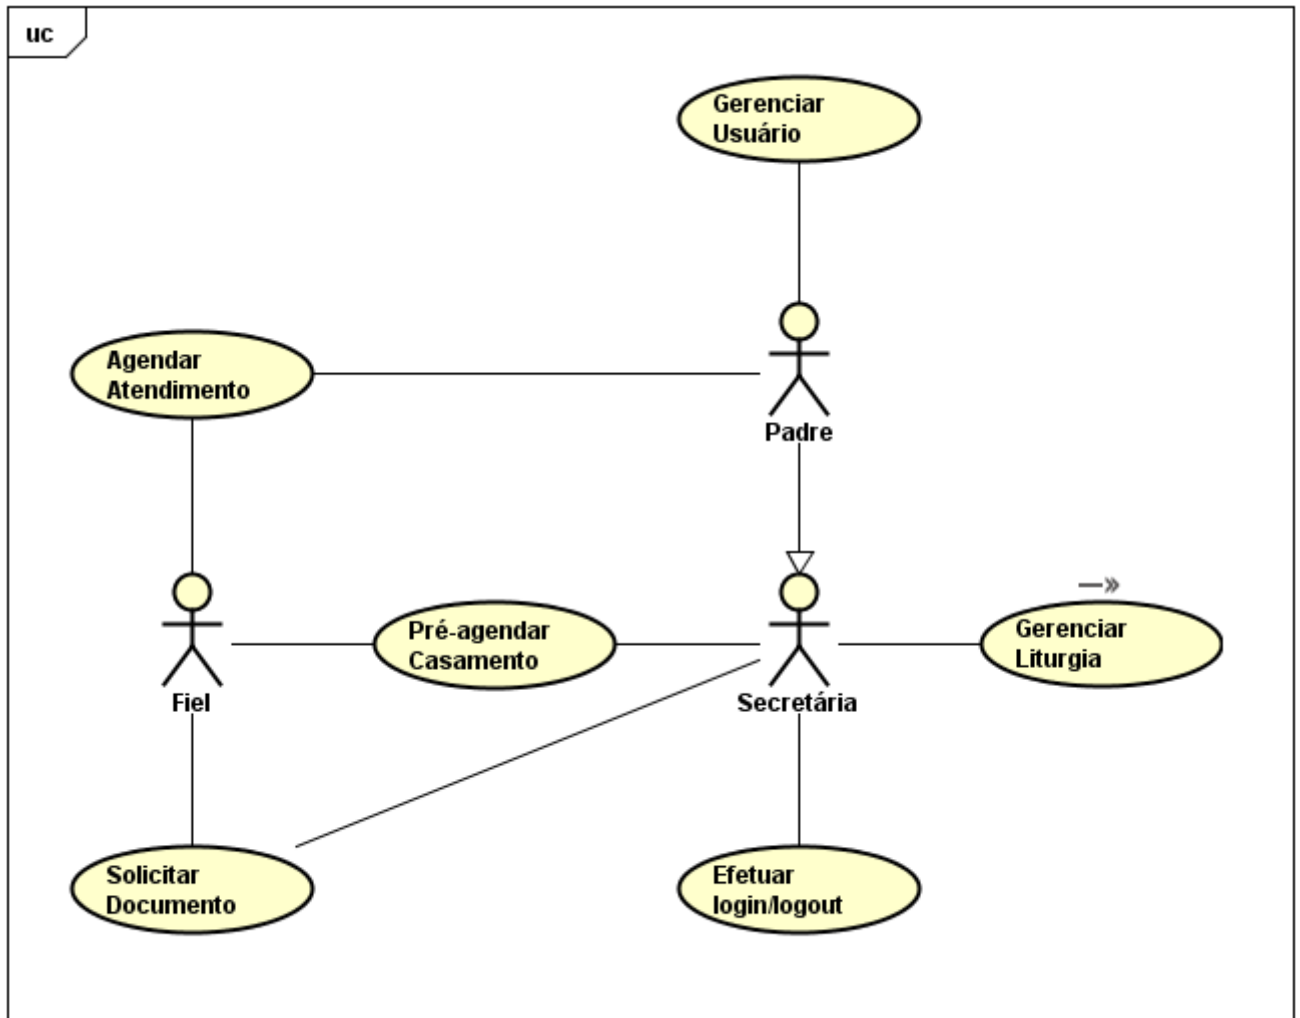 uc
Gerenciar
Usuário
Agendar
Atendimento
Padre
Pré-agendar
Casamento
Gerenciar
Liturgia
Fiel
Secretária
Solicitar
Documento
Efetuar
login/logout